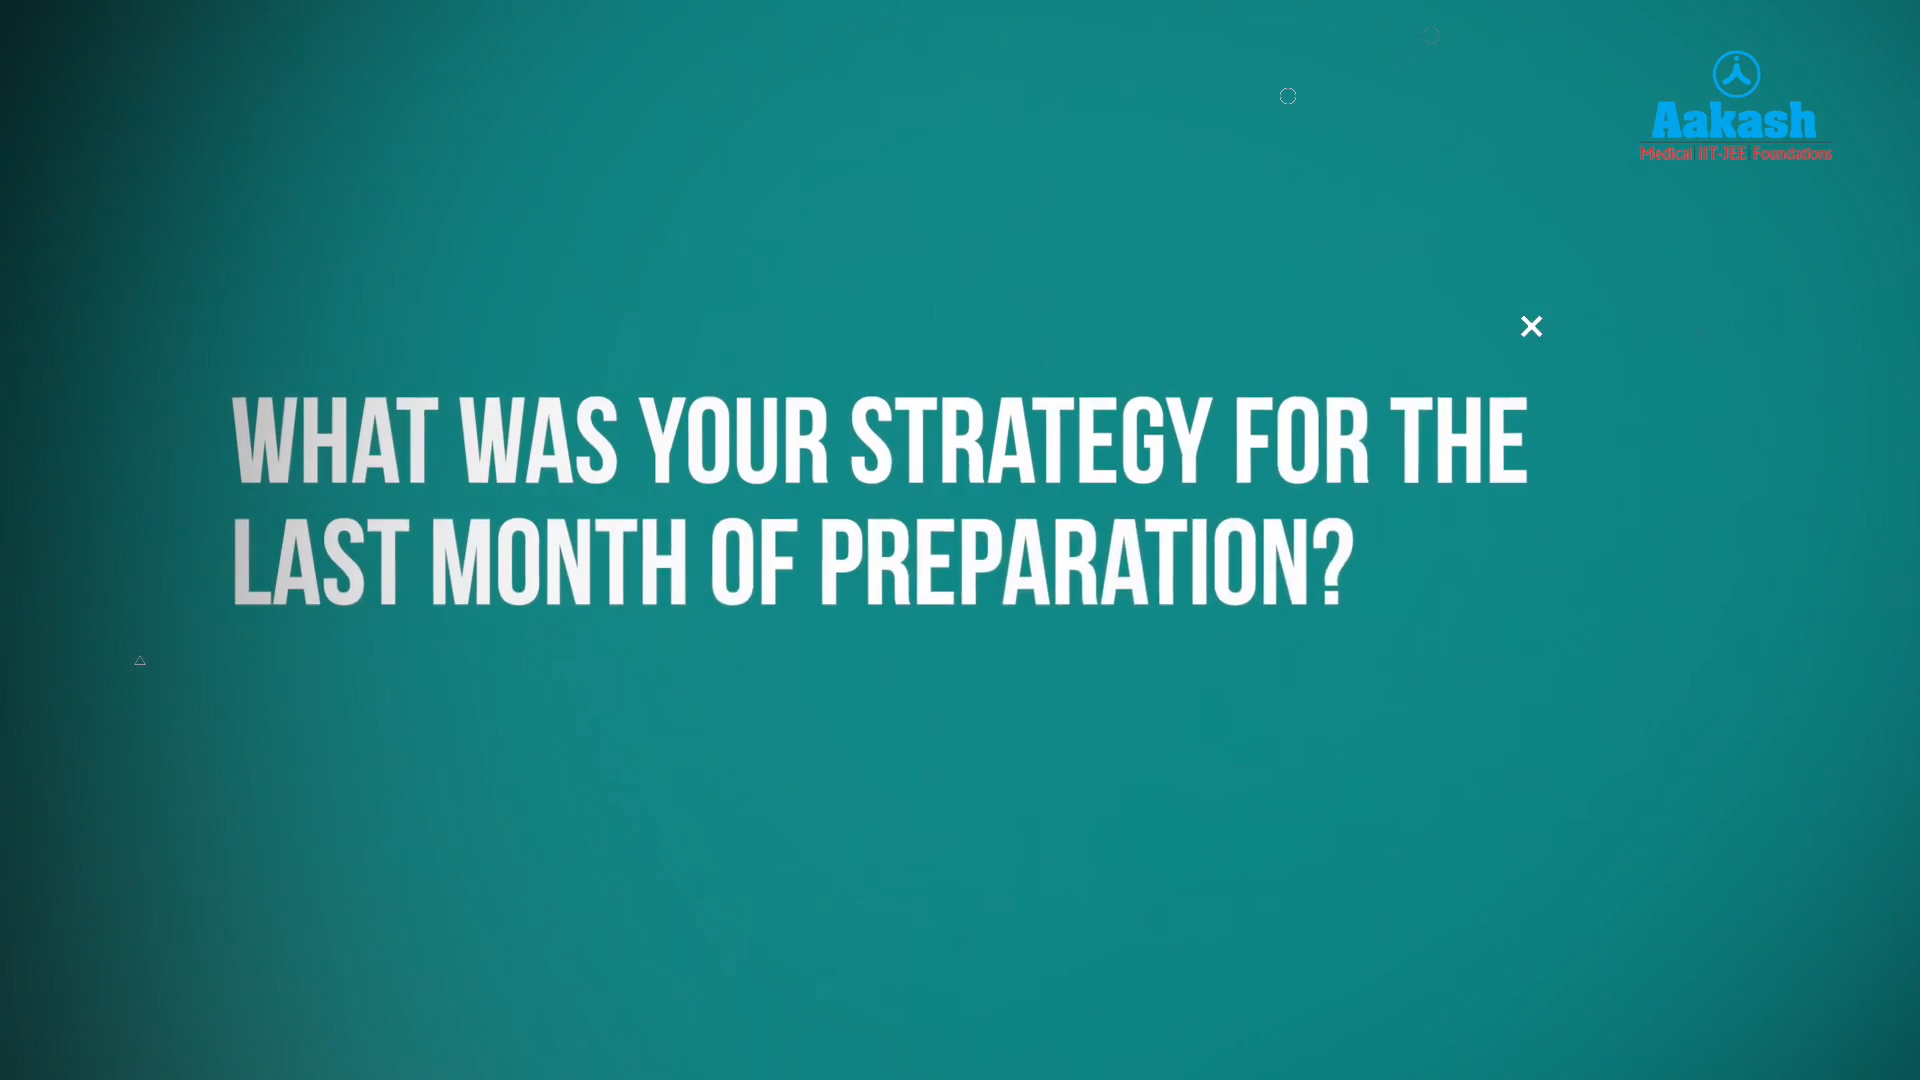 Aakash
Medical IIT-JEE Foundations
WHAT WAS YOUR STRATEGY FOR THE
LAST MONTH OF PREPARATION?